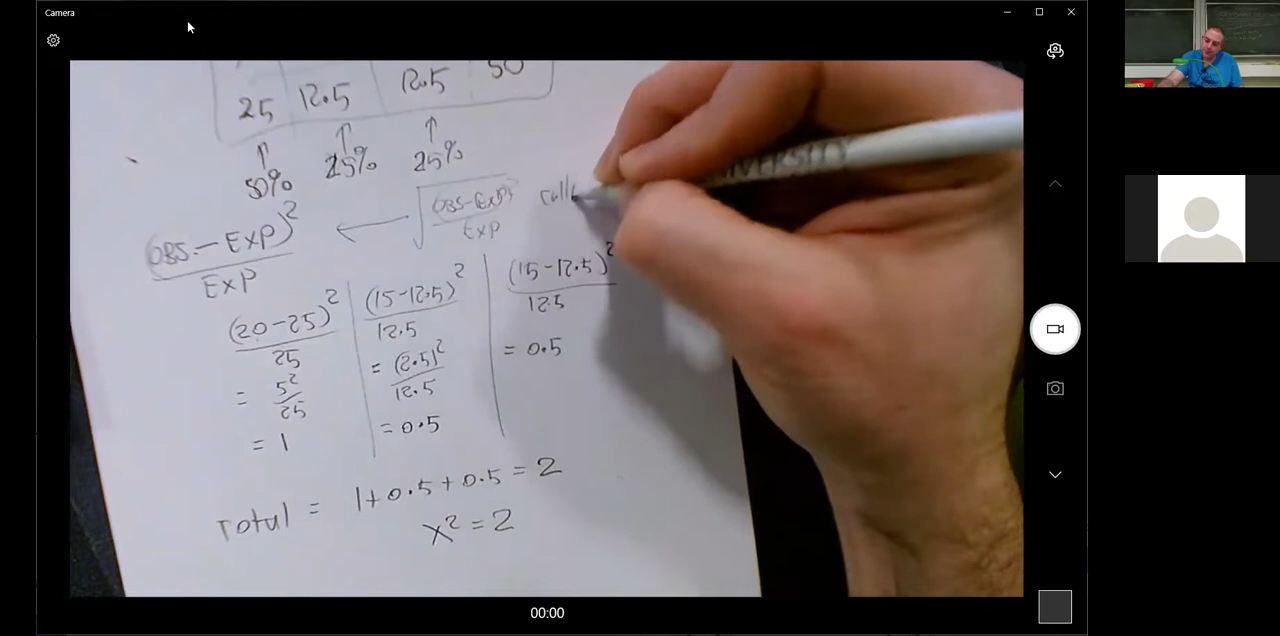 Camera
25 12.5 12.5 50
50% 25% 25%
(OBS. - EXP)²
EXP
√
OBS-EXP
EXP
VERSITY
(20-25)²
25
= 5²
25
= 1
(15-12.5)²
12.5
= (2.5)²
12.5
= 0.5
(15-12.5)²
12.5
= 0.5
Total = 1+0.5+0.5=2
X²=2
00:00